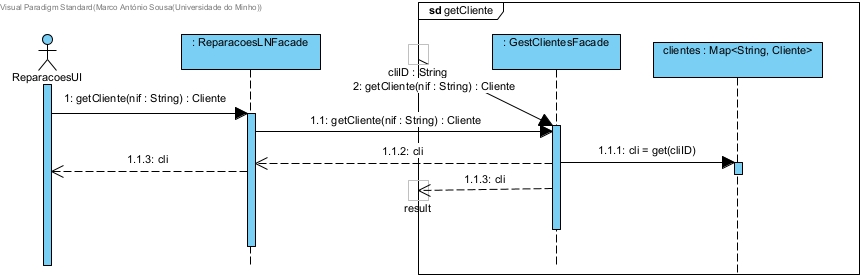 Visual Paradigm Standard(Marco António Sousa(Universidade do Minho))
sd getCliente
: ReparacoesLNFacade
: GestClientesFacade
clientes : Map<String, Cliente>
ReparacoesUI
cliID : String
2: getCliente(nif : String) : Cliente
1: getCliente(nif : String) : Cliente
1.1: getCliente(nif : String) : Cliente
1.1.1: cli = get(cliID)
1.1.2: cli
1.1.3: cli
1.1.3: cli
result